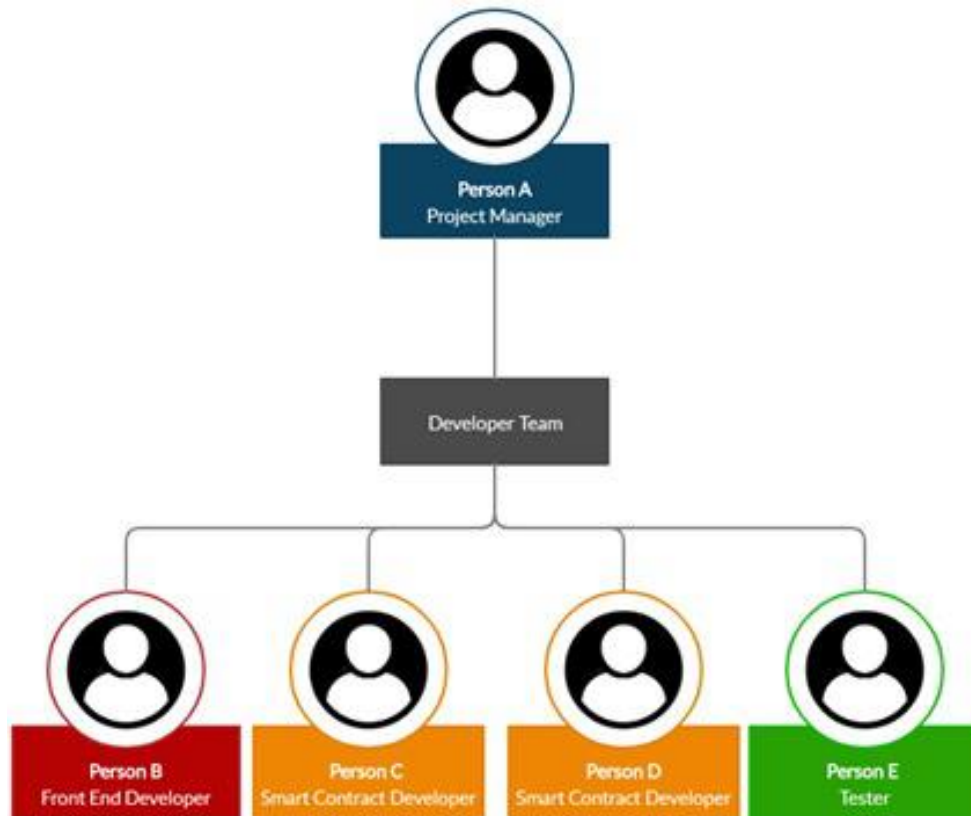 Person A
Project Manager
Developer Team
Person B
Front End Developer
Person C
Smart Contract Developer
Person D
Smart Contract Developer
Person E
Tester